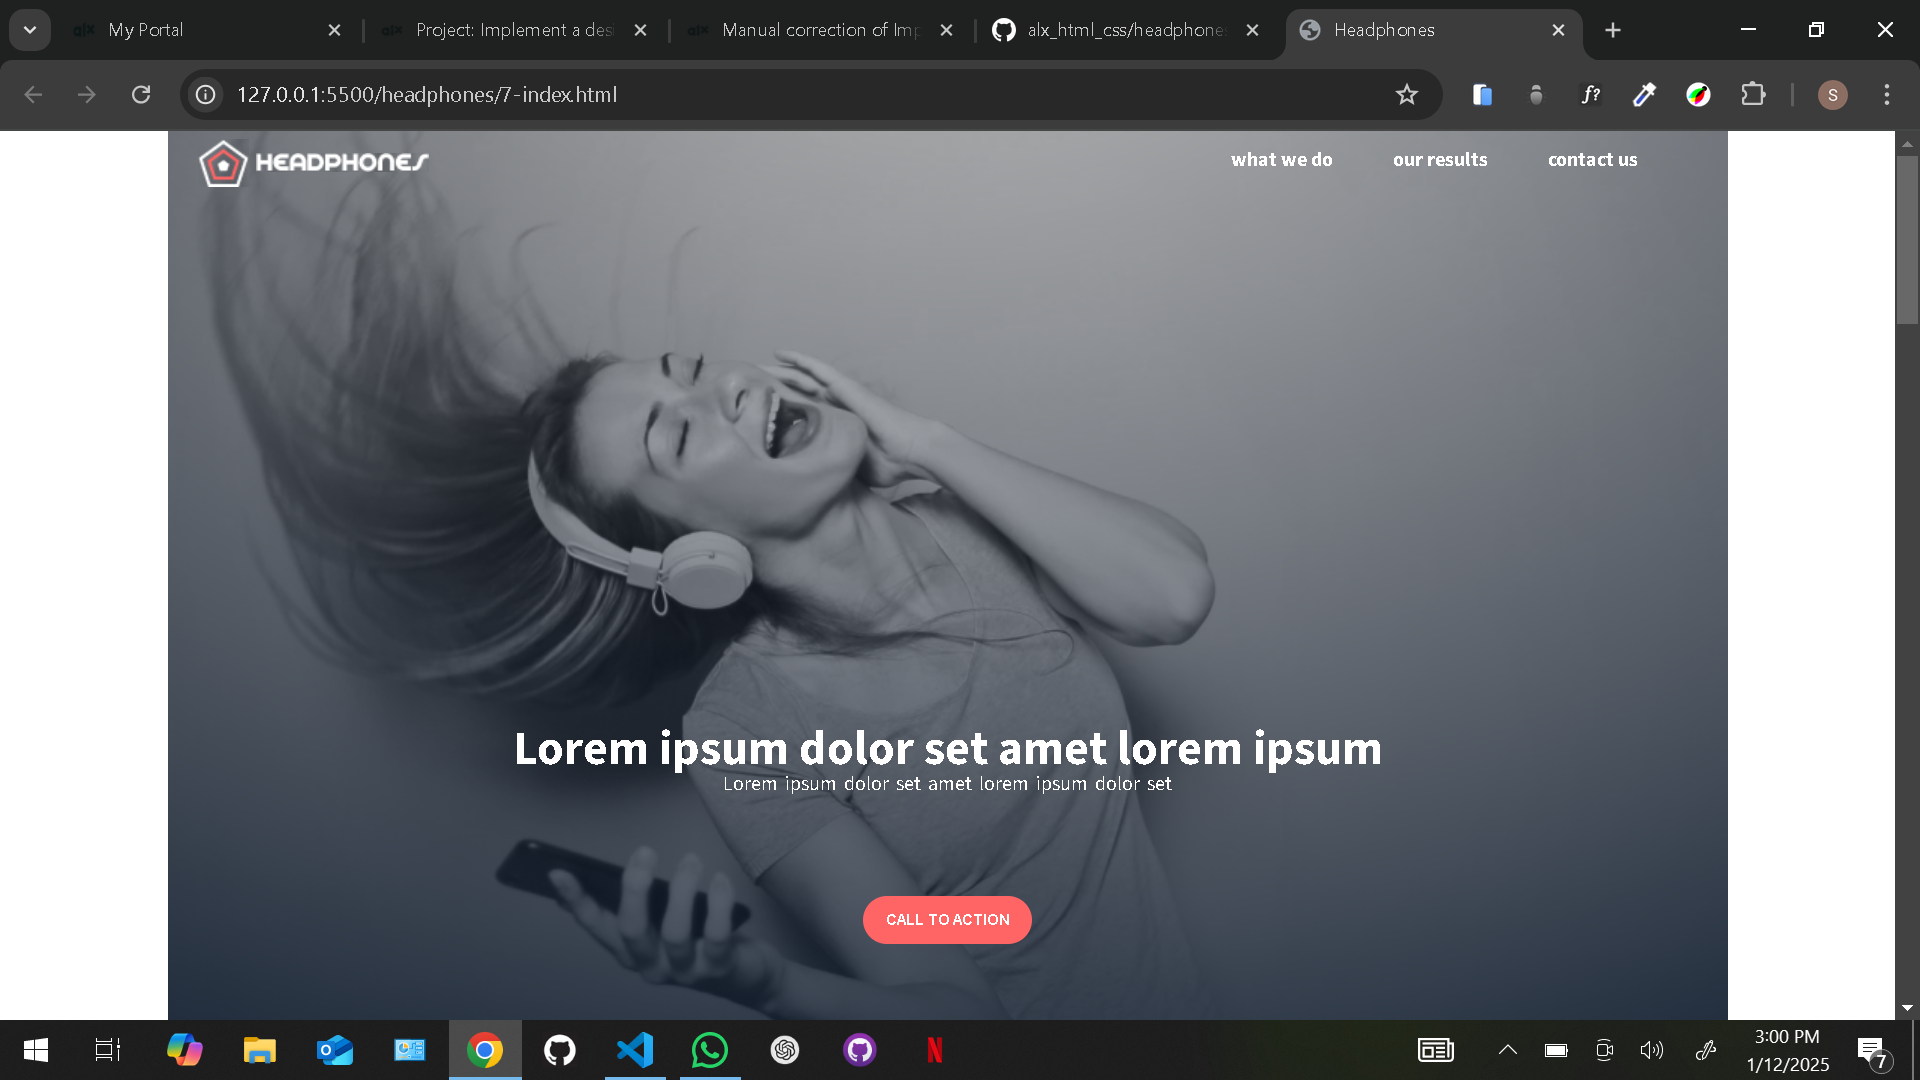 My Portal
Project: Implement a des
Manual correction of Imp
alx_html_css/headphones
Headphones
127.0.0.1:5500/headphones/7-index.html
S
HEADPHONES
what we do
our results
contact us
Lorem ipsum dolor set amet lorem ipsum
Lorem ipsum dolor set amet lorem ipsum dolor set
CALL TO ACTION
3:00 PM
1/12/2025
7